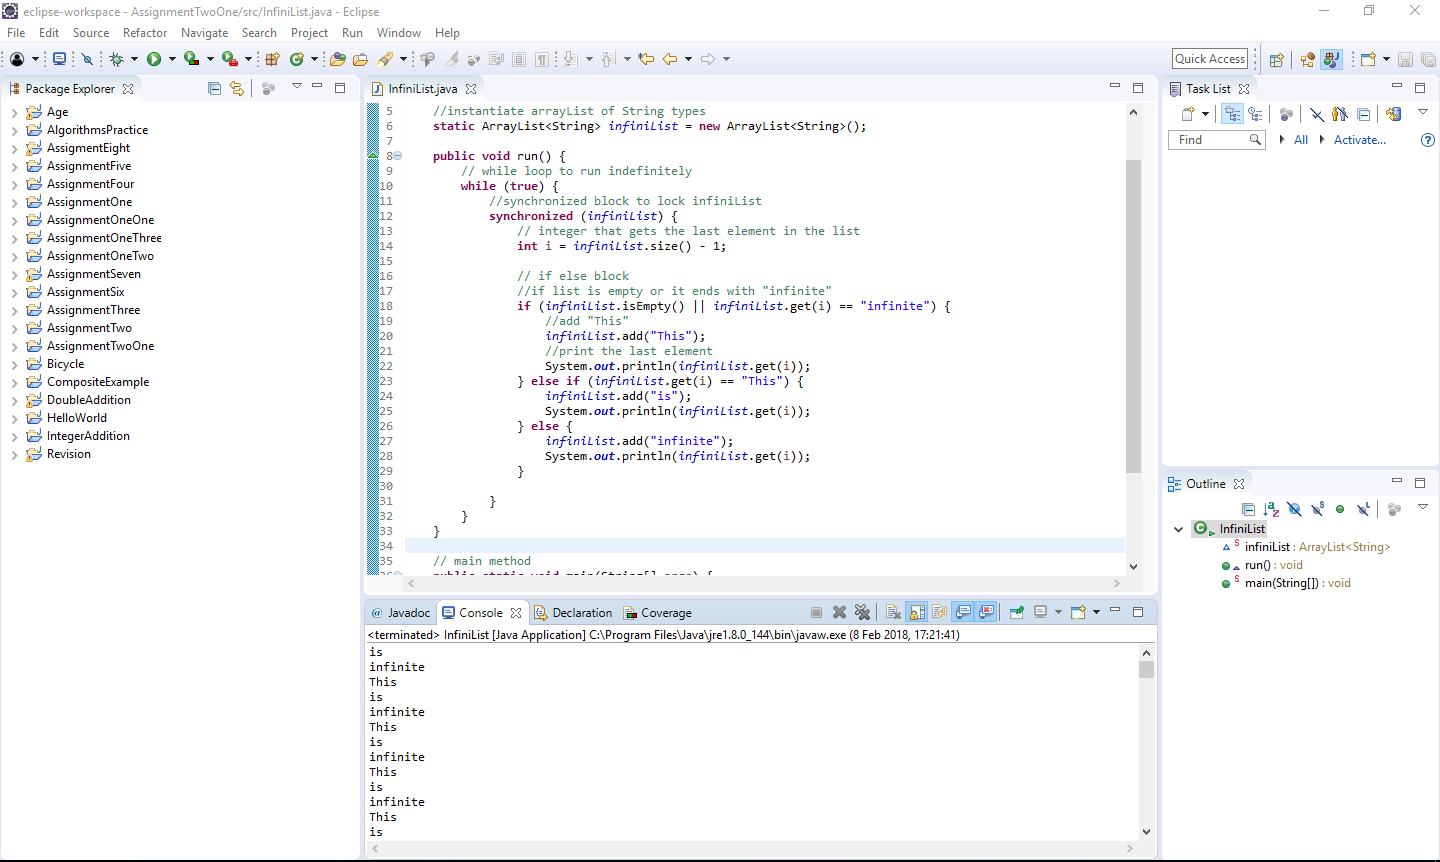 eclipse-workspace - AssignmentTwoOne/src/InfiniList.java - Eclipse
File Edit Source Refactor Navigate Search Project Run Window Help
Quick Access
Package Explorer
Age
AlgorithmsPractice
AssigmentEight
AssignmentFive
AssignmentFour
AssignmentOne
AssignmentOneOne
AssignmentOneThree
AssignmentOneTwo
AssignmentSeven
AssignmentSix
AssignmentThree
AssignmentTwo
AssignmentTwoOne
Bicycle
CompositeExample
DoubleAddition
HelloWorld
IntegerAddition
Revision
InfiniList.java
5 //instantiate arrayList of String types
6 static ArrayList<String> infiniList = new ArrayList<String>();
7
8 public void run() {
9 // while loop to run indefinitely
10 while (true) {
11 //synchronized block to lock infiniList
12 synchronized (infiniList) {
13 // integer that gets the last element in the list
14 int i = infiniList.size() - 1;
15
16 // if else block
17 //if list is empty or it ends with "infinite"
18 if (infiniList.isEmpty() || infiniList.get(i) == "infinite") {
19 //add "This"
20 infiniList.add("This");
21 //print the last element
22 System.out.println(infiniList.get(i));
23 } else if (infiniList.get(i) == "This") {
24 infiniList.add("is");
25 System.out.println(infiniList.get(i));
26 } else {
27 infiniList.add("infinite");
28 System.out.println(infiniList.get(i));
29 }
30
31 }
32 }
33 }
34
35 // main method
36 public static void main(String[] args) {
Javadoc Console Declaration Coverage
<terminated> InfiniList [Java Application] C:\Program Files\Java\jre1.8.0_144\bin\javaw.exe (8 Feb 2018, 17:21:41)
is
infinite
This
is
infinite
This
is
infinite
This
is
infinite
This
is
Task List
Find All Activate...
Outline
InfiniList
infiniList : ArrayList<String>
run() : void
main(String[]) : void